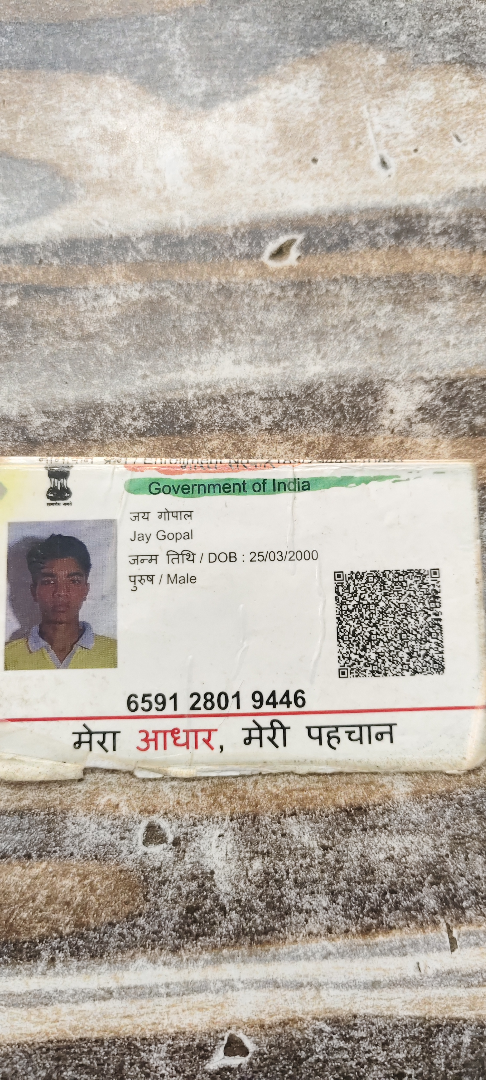 Government of India
जय गोपाल
Jay Gopal
जन्म तिथि / DOB : 25/03/2000
पुरुष / Male
6591 2801 9446
मेरा आधार, मेरी पहचान